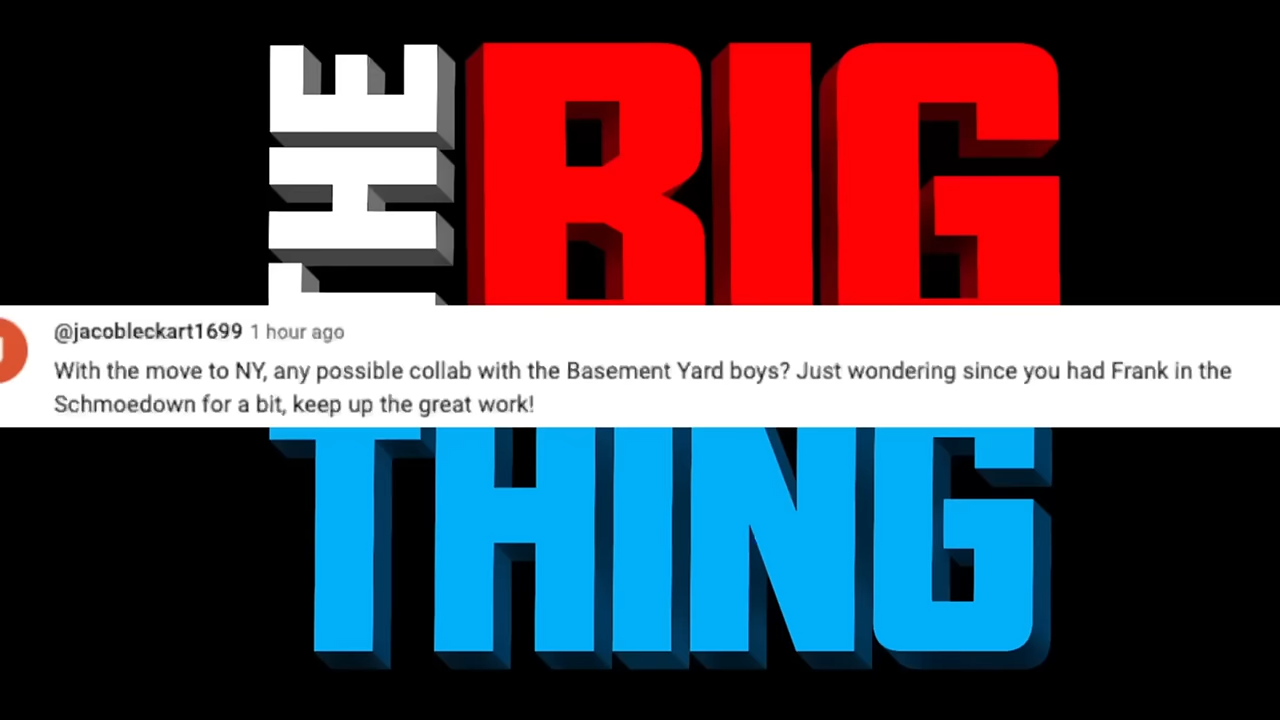 THE
BIG
@jacobleckart1699 1 hour ago
With the move to NY, any possible collab with the Basement Yard boys? Just wondering since you had Frank in the
Schmoedown for a bit, keep up the great work!
THING